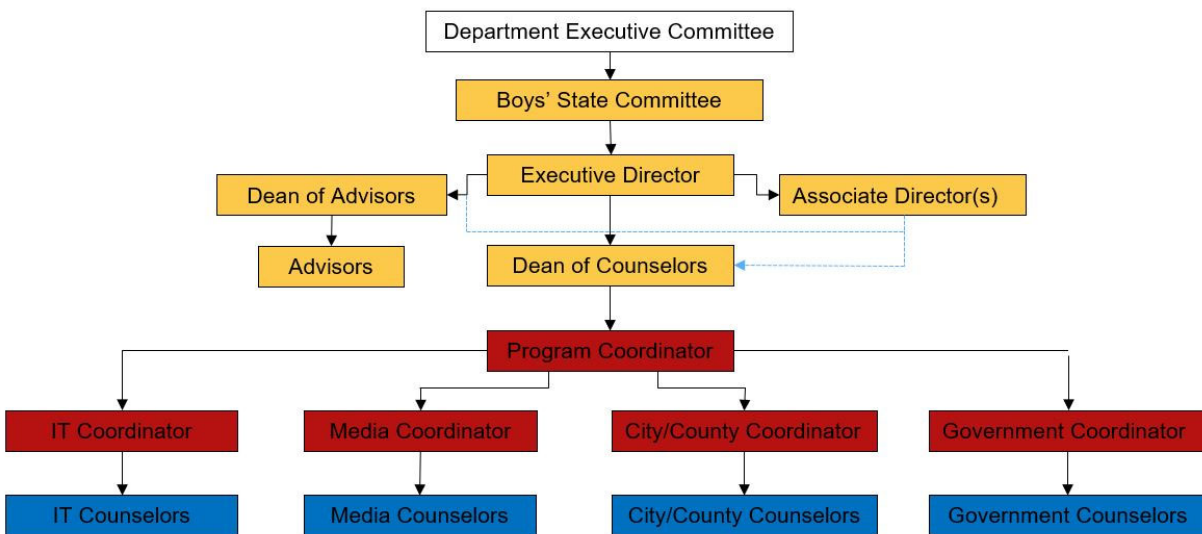 Department Executive Committee
Boys’ State Committee
Executive Director
Dean of Advisors
Associate Director(s)
Advisors
Dean of Counselors
Program Coordinator
IT Coordinator
Media Coordinator
City/County Coordinator
Government Coordinator
IT Counselors
Media Counselors
City/County Counselors
Government Counselors